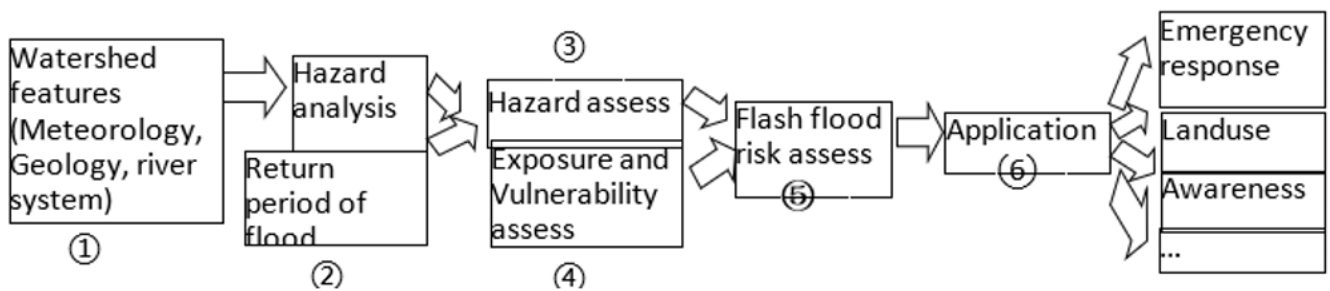 Watershed
features
(Meteorology,
Geology, river
system)
①
Hazard
analysis
Return
period of
flood
②
③
Hazard assess
Exposure and
Vulnerability
assess
④
Flash flood
risk assess
⑤
Application
⑥
Emergency
response
Landuse
Awareness
...